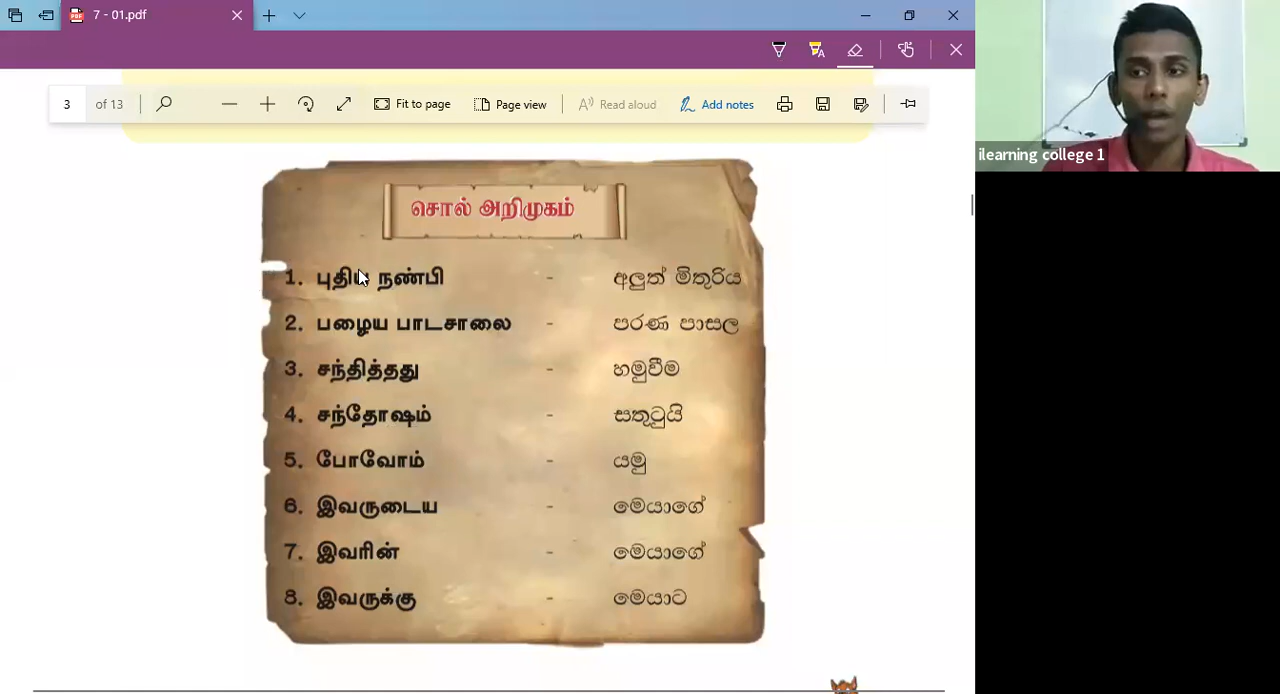 7 - 01.pdf
3 of 13 Fit to page Page view Read aloud Add notes
ilearning college 1
சொல் அறிமுகம்
1. புதிய நண்பி - අලුත් මිතුරිය
2. பழைய பாடசாலை - පරණ පාසල
3. சந்தித்தது - හමුවීම
4. சந்தோஷம் - සතුටුයි
5. போவோம் - යමු
6. இவருடைய - මෙයාගේ
7. இவரின் - මෙයාගේ
8. இவருக்கு - මෙයාට